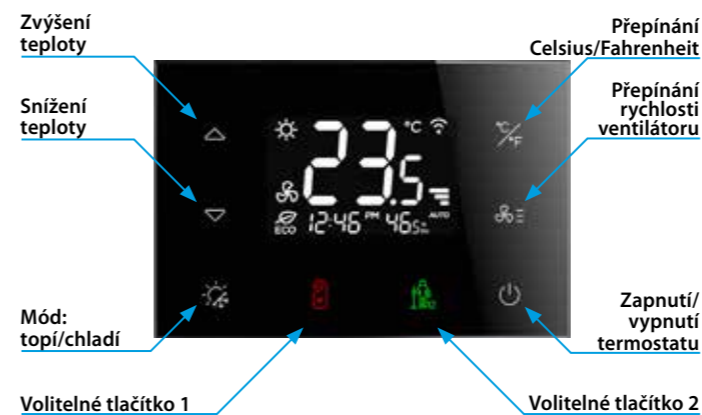 Zvýšení
teploty
Přepínání
Celsius/Fahrenheit
Snížení
teploty
Přepínání
rychlosti
ventilátoru
°C
23.5
°C/°F
ECO
12:46 PM
AUTO
Mód:
topí/chladí
Zapnutí/
vypnutí
termostatu
Volitelné tlačítko 1
Volitelné tlačítko 2